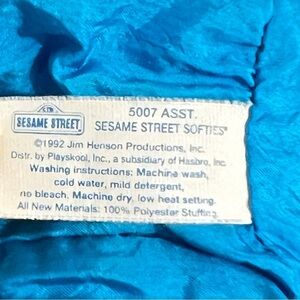 SESAME STREET
5007 ASST.
SESAME STREET SOFTIES®
©1992 Jim Henson Productions, Inc.
Distr. by Playskool, Inc., a subsidiary of Hasbro, Inc.
Washing instructions: Machine wash,
cold water, mild detergent,
no bleach. Machine dry, low heat setting.
All New Materials: 100% Polyester Stuffing